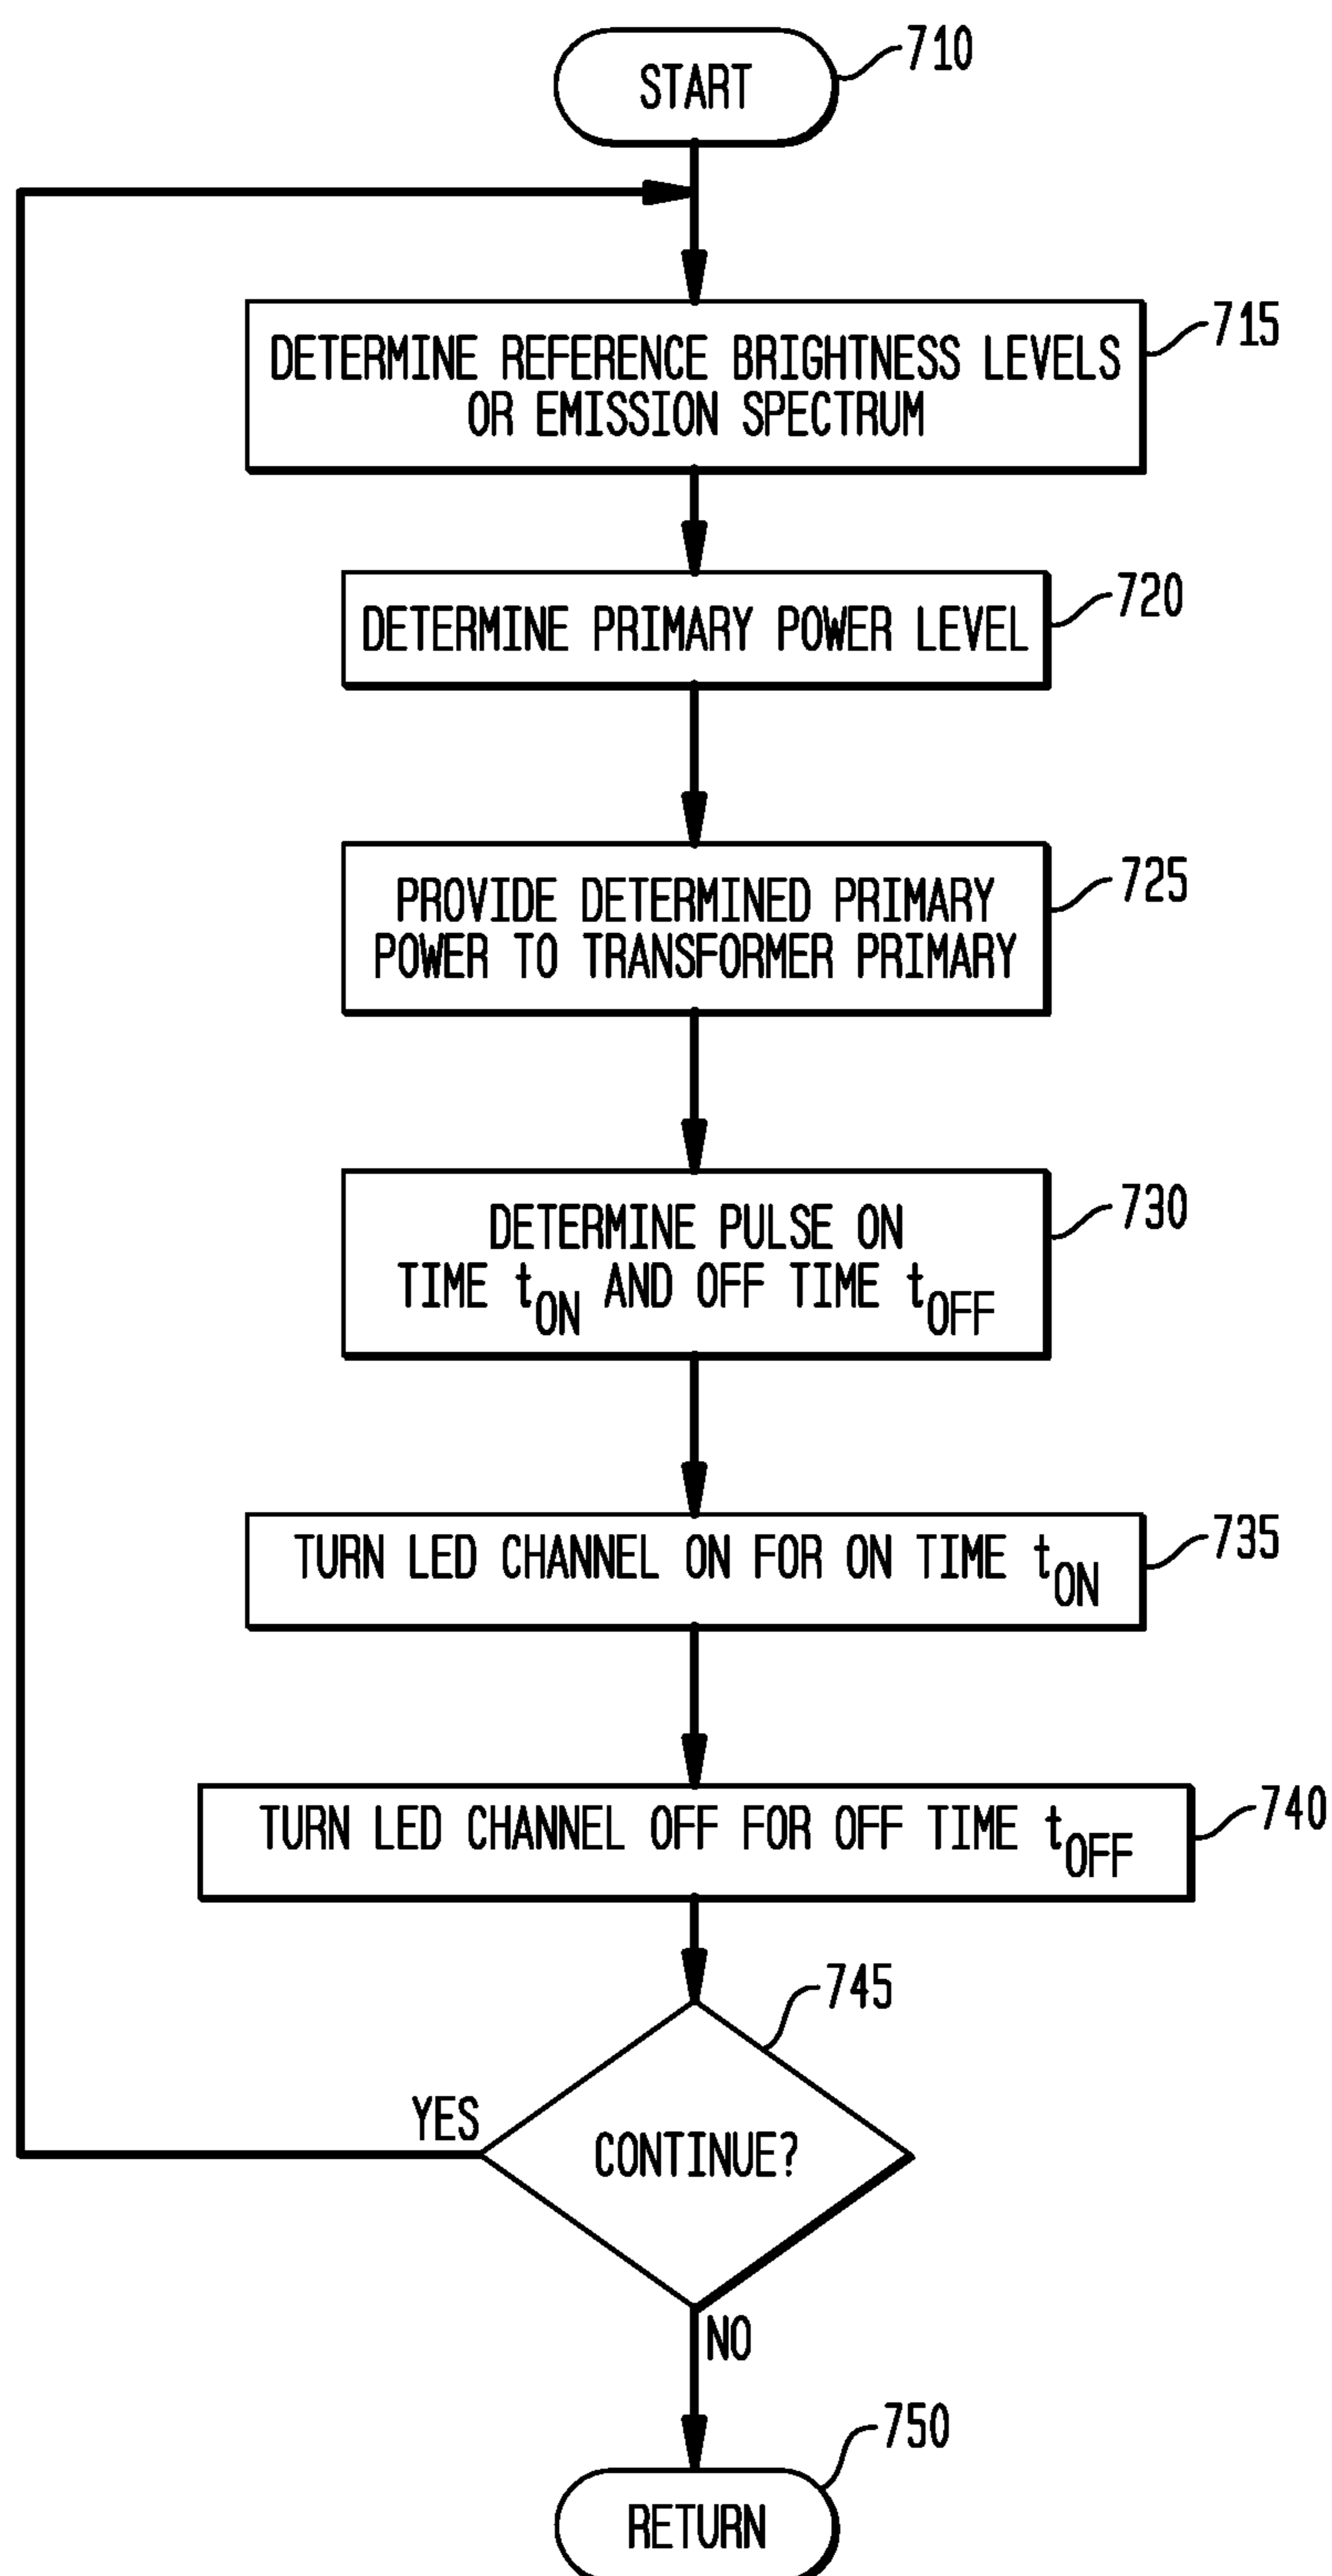 START
710
DETERMINE REFERENCE BRIGHTNESS LEVELS
OR EMISSION SPECTRUM
715
DETERMINE PRIMARY POWER LEVEL
720
PROVIDE DETERMINED PRIMARY
POWER TO TRANSFORMER PRIMARY
725
DETERMINE PULSE ON
TIME tON AND OFF TIME tOFF
730
TURN LED CHANNEL ON FOR ON TIME tON
735
TURN LED CHANNEL OFF FOR OFF TIME tOFF
740
745
YES
CONTINUE?
NO
750
RETURN